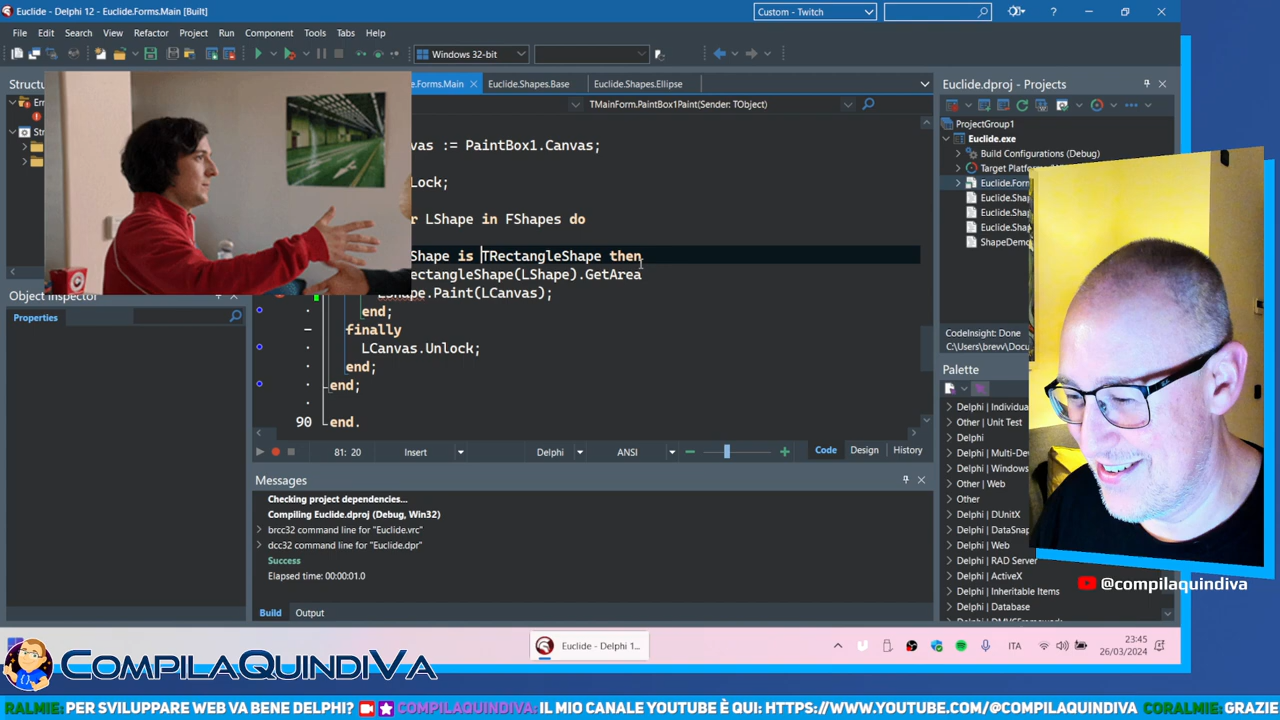 Euclide - Delphi 12 - Euclide.Forms.Main [Built]
Custom - Twitch
File Edit Search View Refactor Project Run Component Tools Tabs Help
Windows 32-bit
Structu
e.Forms.Main
Euclide.Shapes.Base
Euclide.Shapes.Ellipse
Euclide.dproj - Projects
TMainForm.PaintBox1Paint(Sender: TObject)
ProjectGroup1
Euclide.exe
Build Configurations (Debug)
Target Platforms
Euclide.Form
Euclide.Sha
Euclide.Sha
Euclide.Sha
ShapeDemo
vas := PaintBox1.Canvas;
ock;
r LShape in FShapes do
Shape is TRectangleShape then
ectangleShape(LShape).GetArea
LShape.Paint(LCanvas);
end;
finally
LCanvas.Unlock;
end;
end;
90 end.
Object Inspector
Properties
CodeInsight: Done
C:\Users\brevv\Docu
Palette
Delphi | Individua
Other | Unit Test
Delphi
Delphi | Multi-Dev
Delphi | Windows
Other | Web
Other
Delphi | DUnitX
Delphi | DataSnap
Delphi | Web
Delphi | RAD Server
Delphi | ActiveX
Delphi | Inheritable Items
Delphi | Database
81: 20
Insert
Delphi
ANSI
Code Design History
Messages
Checking project dependencies...
Compiling Euclide.dproj (Debug, Win32)
brcc32 command line for "Euclide.vrc"
dcc32 command line for "Euclide.dpr"
Success
Elapsed time: 00:00:01.0
Build Output
@compilaquindiva
Euclide - Delphi 1...
ITA
23:45
26/03/2024
COMPILAQUINDIVA
RALMIE: PER SVILUPPARE WEB VA BENE DELPHI? COMPILAQUINDIVA: IL MIO CANALE YOUTUBE È QUI: HTTPS://WWW.YOUTUBE.COM/@COMPILAQUINDIVA CORALMIE: GRAZIE